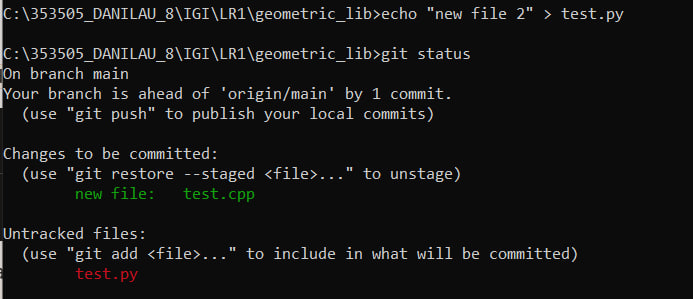 C:\353505_DANILAU_8\IGI\LR1\geometric_lib>echo "new file 2" > test.py
C:\353505_DANILAU_8\IGI\LR1\geometric_lib>git status
On branch main
Your branch is ahead of 'origin/main' by 1 commit.
  (use "git push" to publish your local commits)
Changes to be committed:
  (use "git restore --staged <file>..." to unstage)
        new file:   test.cpp
Untracked files:
  (use "git add <file>..." to include in what will be committed)
        test.py